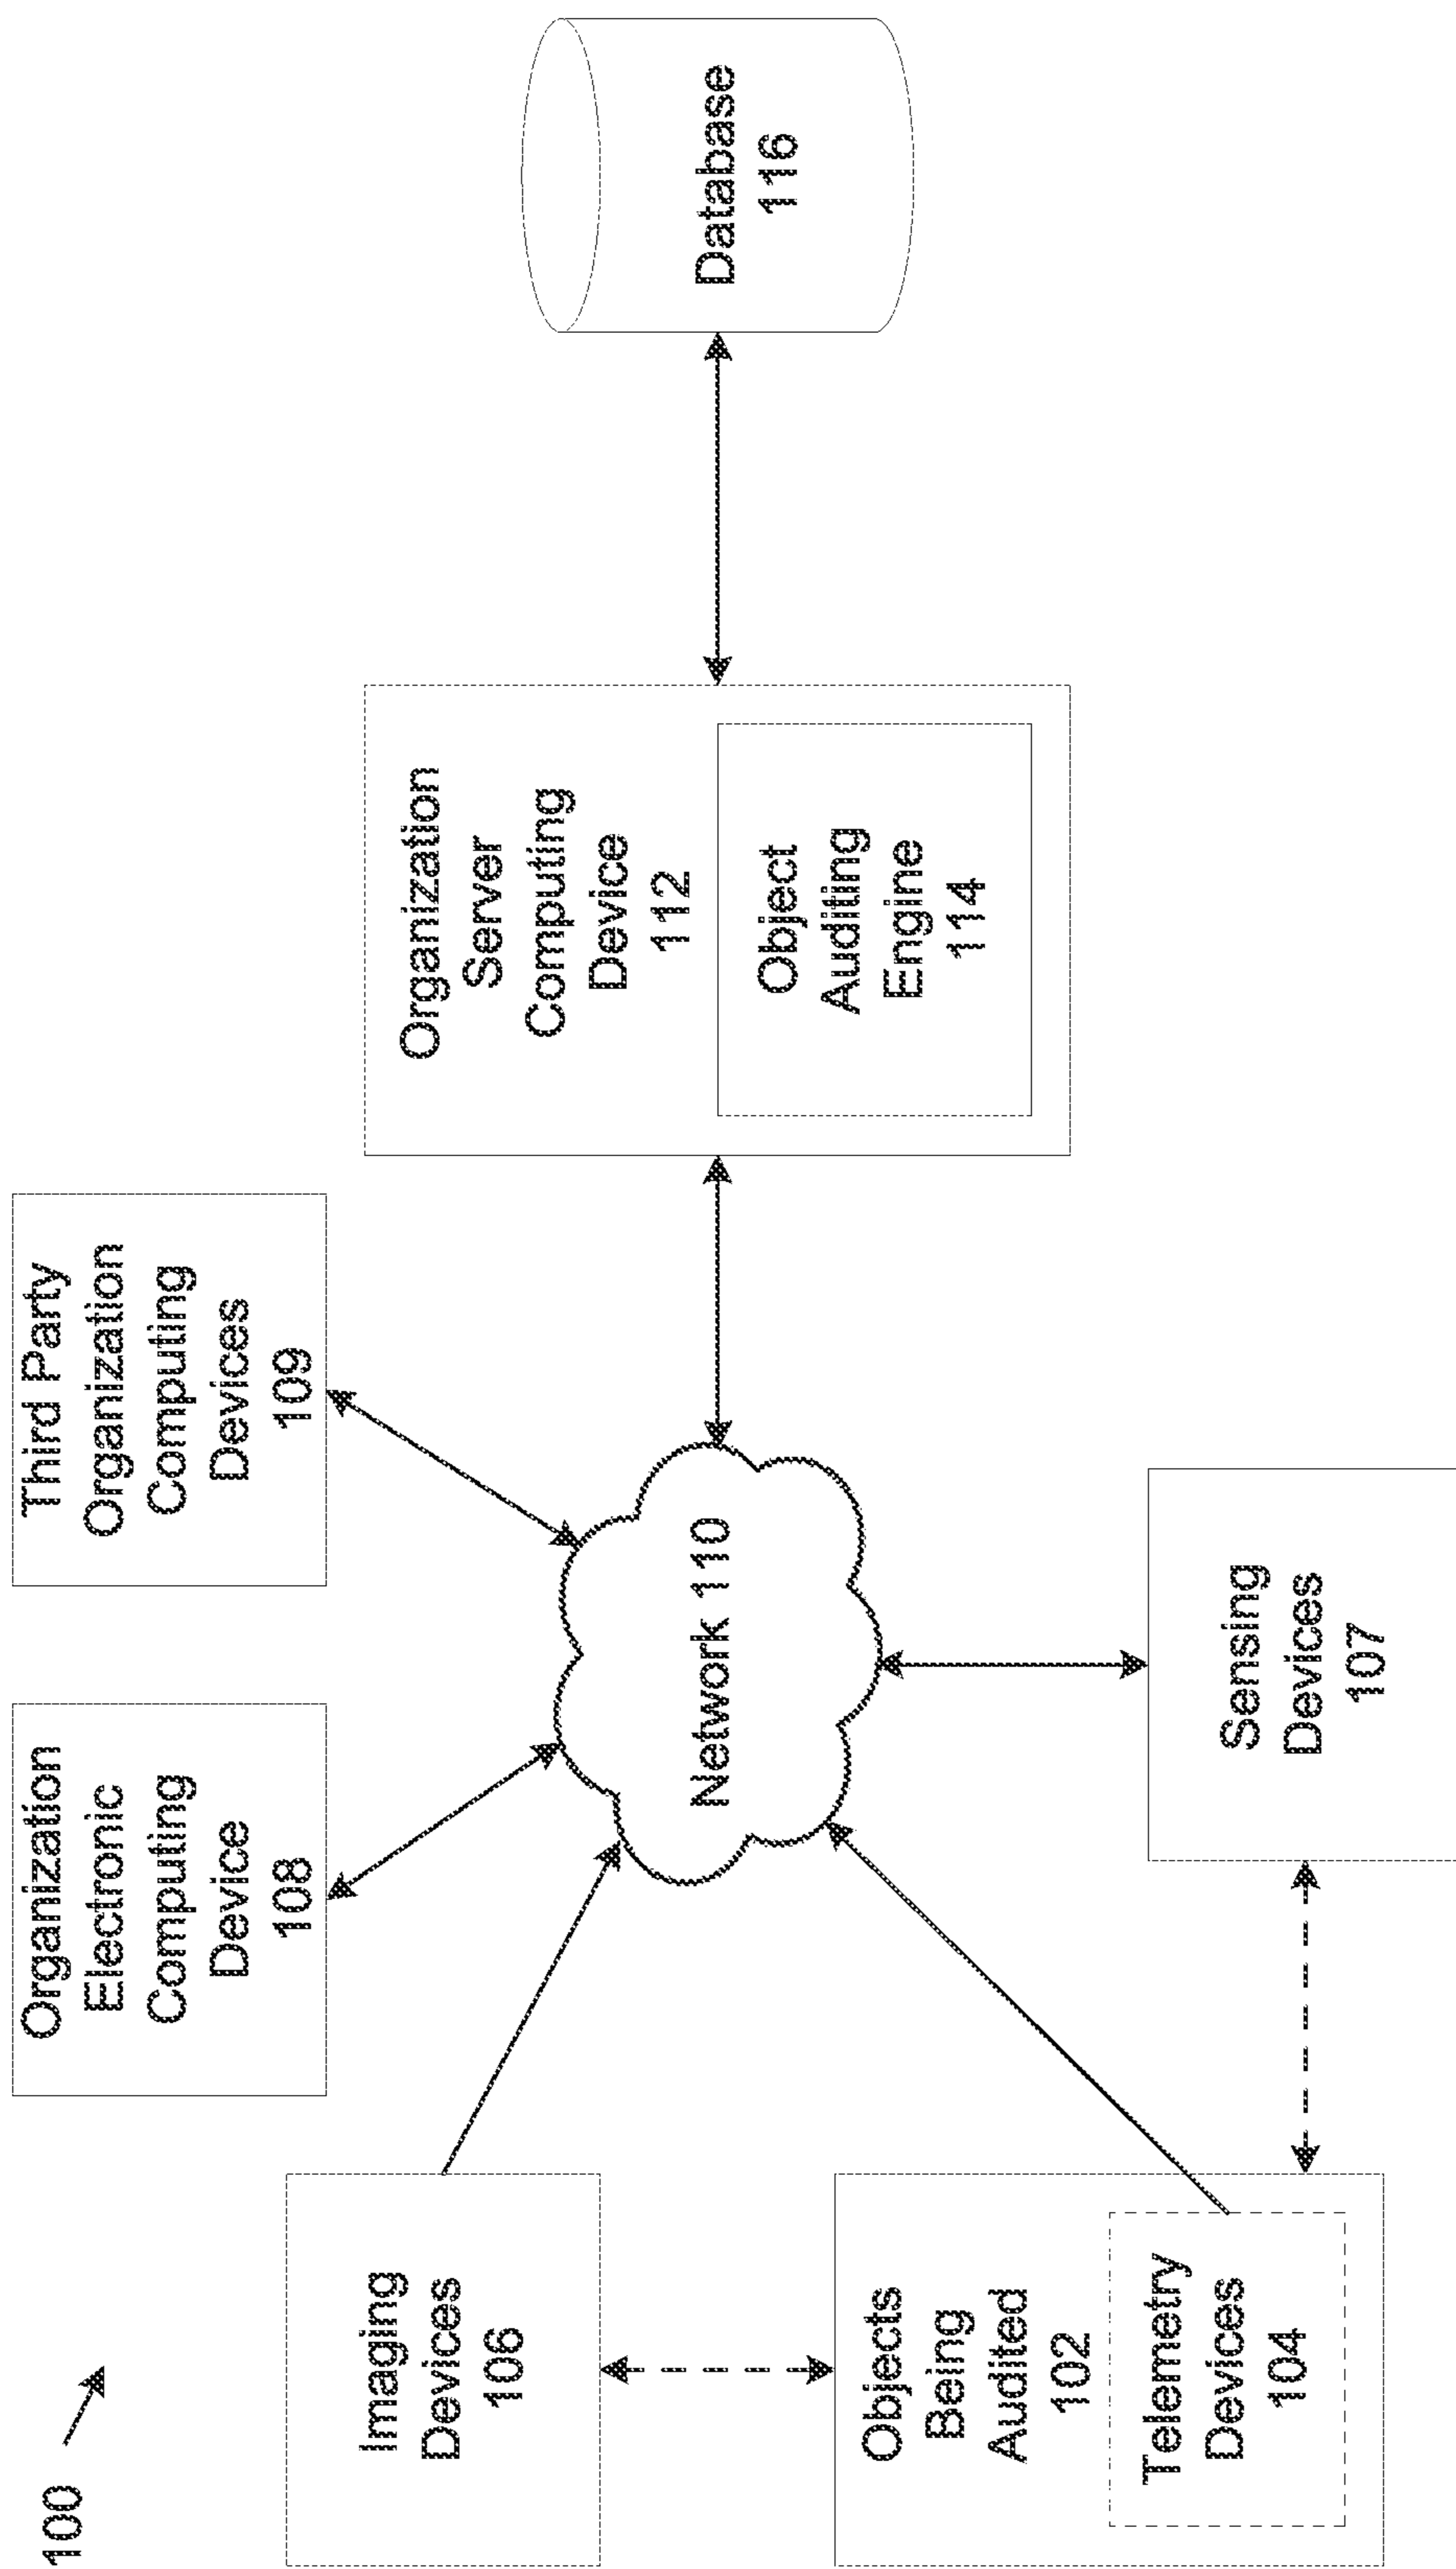 100
Imaging
Devices
106
Objects
Being
Audited
102
Telemetry
Devices
104
Organization
Electronic
Computing
Device
108
Third Party
Organization
Computing
Devices
109
Network 110
Sensing
Devices
107
Organization
Server
Computing
Device
112
Object
Auditing
Engine
114
Database
116